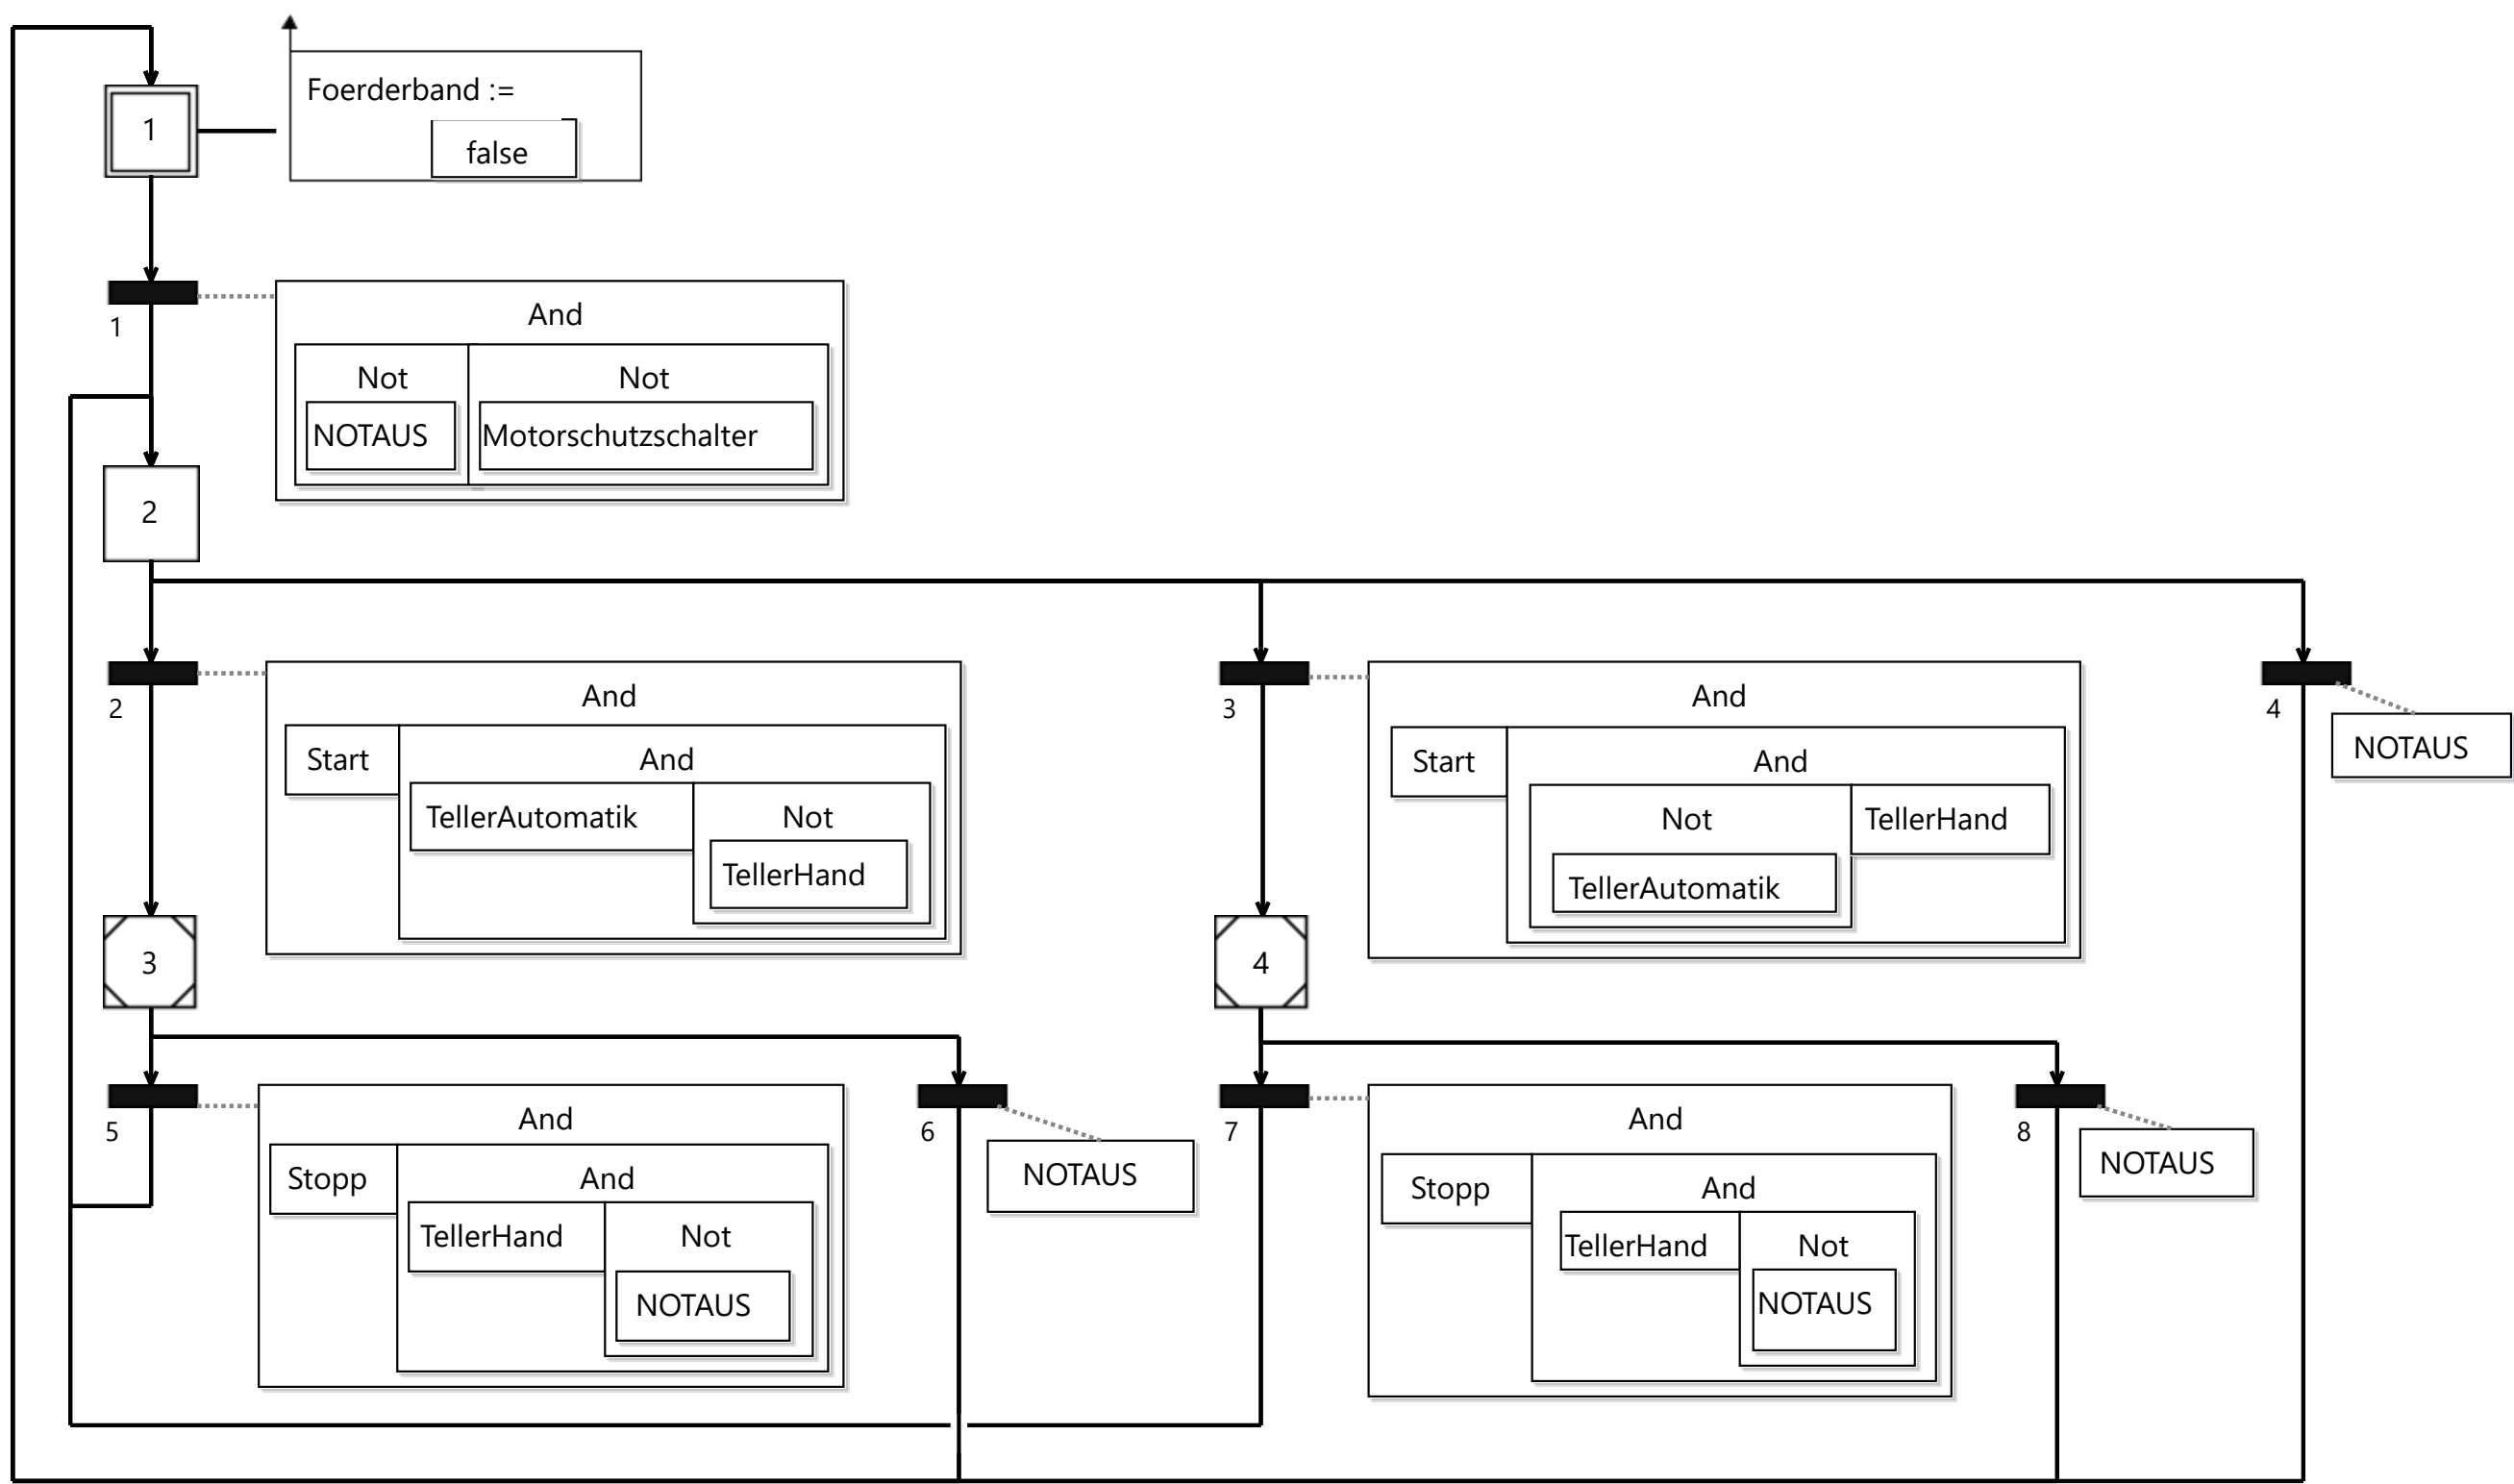 Foerderband :=
1
false
And
1
Not Not
NOTAUS Motorschutzschalter
2
And And
2 3 4
Start And Start And NOTAUS
TellerAutomatik Not Not TellerHand
TellerHand TellerAutomatik
3 4
And And
5 6 7 8
Stopp And NOTAUS Stopp And NOTAUS
TellerHand Not TellerHand Not
NOTAUS NOTAUS